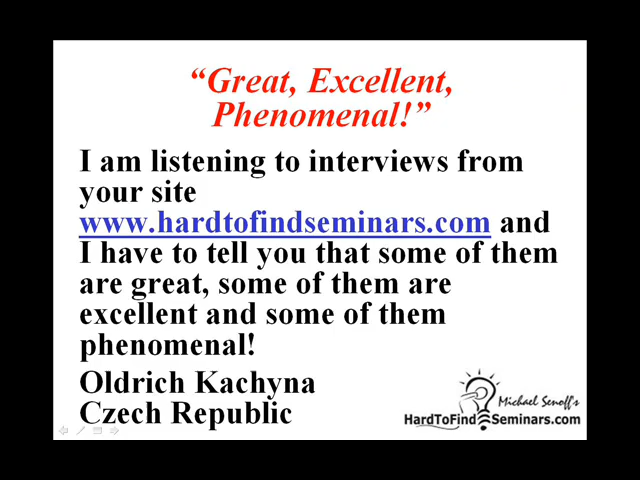 “Great, Excellent,
Phenomenal!”
I am listening to interviews from
your site
www.hardtofindseminars.com and
I have to tell you that some of them
are great, some of them are
excellent and some of them
phenomenal!
Oldrich Kachyna
Czech Republic
Michael Senoff's
HardToFindSeminars.com